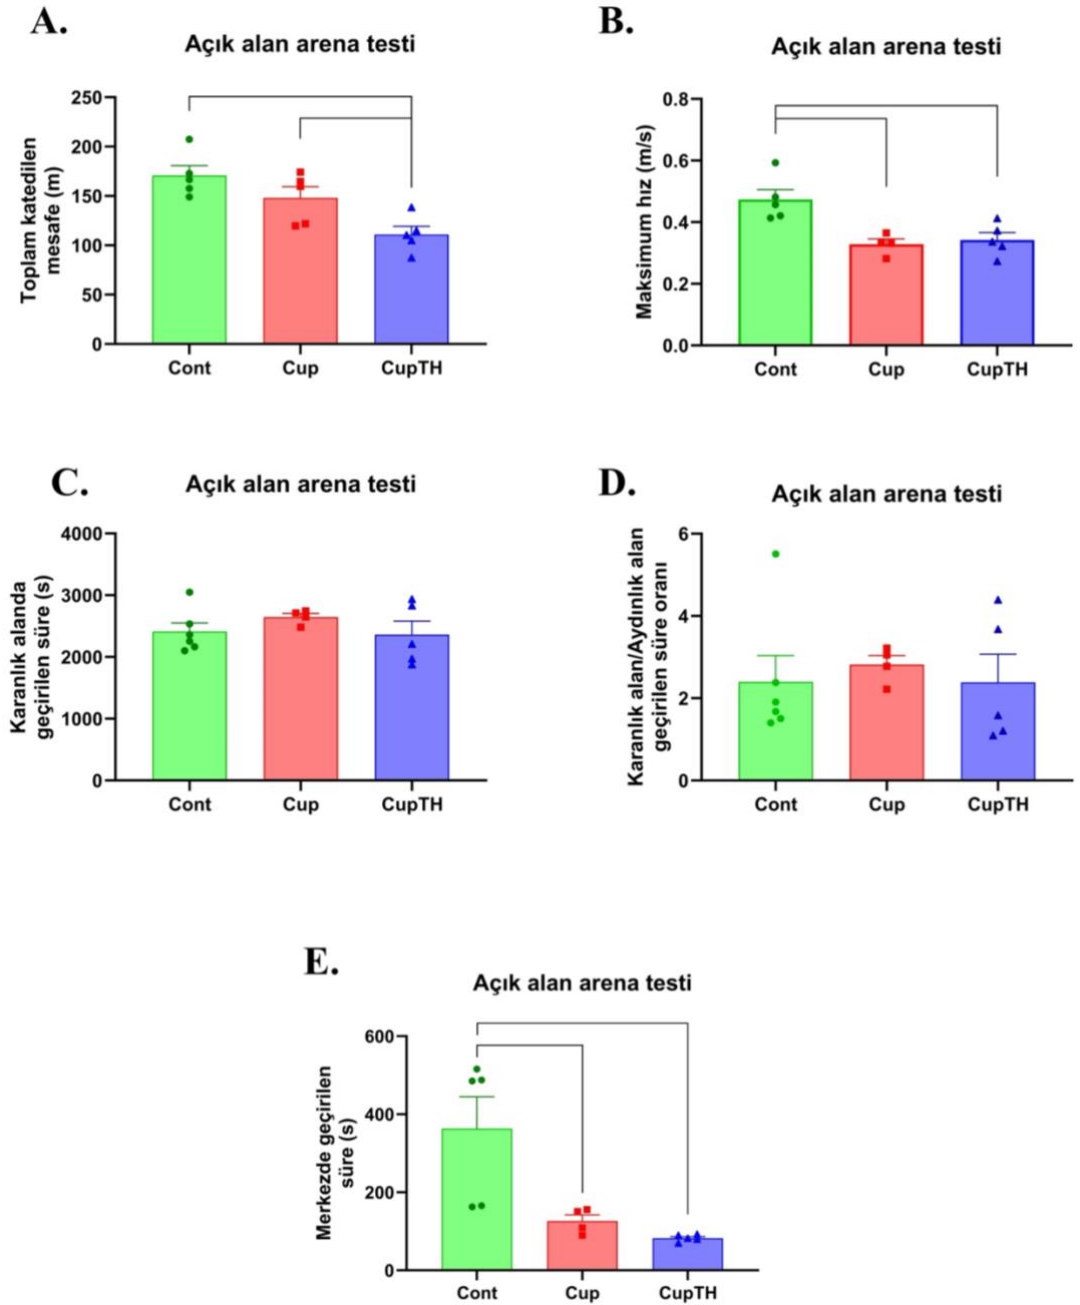 A.
Açık alan arena testi
Toplam katedilen
mesafe (m)
250
200
150
100
50
0
Cont
Cup
CupTH
B.
Açık alan arena testi
Maksimum hız (m/s)
0.8
0.6
0.4
0.2
0.0
Cont
Cup
CupTH
C.
Açık alan arena testi
Karanlık alanda
geçirilen süre (s)
4000
3000
2000
1000
0
Cont
Cup
CupTH
D.
Açık alan arena testi
Karanlık alan/Aydınlık alan
geçirilen süre oranı
6
4
2
0
Cont
Cup
CupTH
E.
Açık alan arena testi
Merkezde geçirilen
süre (s)
600
400
200
0
Cont
Cup
CupTH